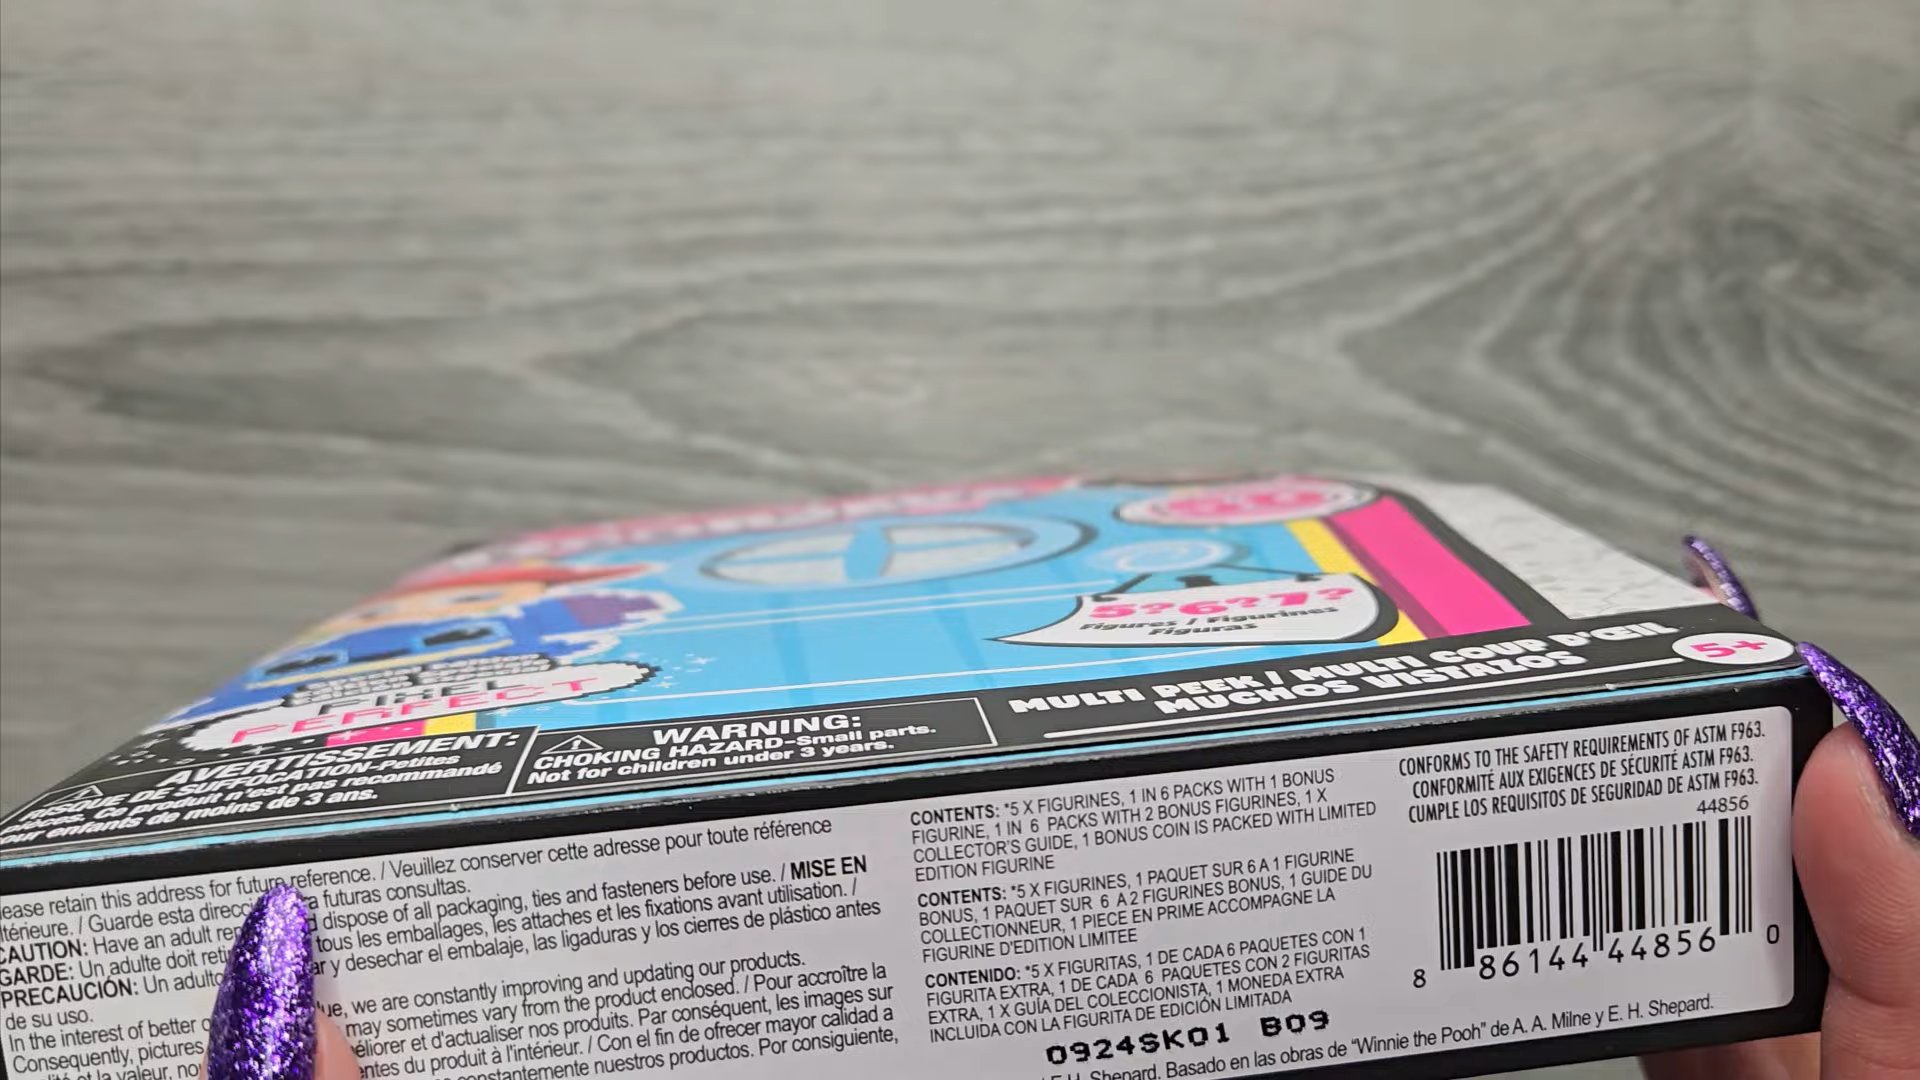 5?6?7?
Figures / Figurines
Figuras
PIXEL
PERFECT
MULTI PEEK / MULTI COUP D'ŒIL
MUCHOS VISTAZOS
5+
AVERTISSEMENT:
RISQUE DE SUFFOCATION-Petites
pièces. Ce produit n'est pas recommandé
pour enfants de moins de 3 ans.
WARNING:
CHOKING HAZARD-Small parts.
Not for children under 3 years.
lease retain this address for future reference. / Veuillez conserver cette adresse pour toute référence
ltérieure. / Guarde esta direcci a futuras consultas.
CAUTION: Have an adult dispose of all packaging, ties and fasteners before use. / MISE EN
GARDE: Un adulte doit reti tous les emballages, les attaches et les fixations avant utilisation. /
PRECAUCIÓN: Un adulto ar y desechar el embalaje, las ligaduras y los cierres de plástico antes
de su uso.
In the interest of better ue, we are constantly improving and updating our products.
Consequently, pictures may sometimes vary from the product enclosed. / Pour accroître la
et la valeur, no éliorer et d'actualiser nos produits. Par conséquent, les images sur
entes du produit à l'intérieur. / Con el fin de ofrecer mayor calidad a
onstantemente nuestros productos. Por consiguiente,
CONTENTS: *5 X FIGURINES, 1 IN 6 PACKS WITH 1 BONUS
FIGURINE, 1 IN 6 PACKS WITH 2 BONUS FIGURINES, 1 X
COLLECTOR'S GUIDE, 1 BONUS COIN IS PACKED WITH LIMITED
EDITION FIGURINE
CONTENTS: *5 X FIGURINES, 1 PAQUET SUR 6 A 1 FIGURINE
BONUS, 1 PAQUET SUR 6 A 2 FIGURINES BONUS, 1 GUIDE DU
COLLECTIONNEUR, 1 PIECE EN PRIME ACCOMPAGNE LA
FIGURINE D'EDITION LIMITEE
CONTENIDO: *5 X FIGURITAS, 1 DE CADA 6 PAQUETES CON 1
FIGURITA EXTRA, 1 DE CADA 6 PAQUETES CON 2 FIGURITAS
EXTRA, 1 X GUÍA DEL COLECCIONISTA, 1 MONEDA EXTRA
INCLUIDA CON LA FIGURITA DE EDICIÓN LIMITADA
0924SK01 B09
CONFORMS TO THE SAFETY REQUIREMENTS OF ASTM F963.
CONFORMITÉ AUX EXIGENCES DE SÉCURITÉ ASTM F963.
CUMPLE LOS REQUISITOS DE SEGURIDAD DE ASTM F963.
44856
8 86144 44856 0
E.H. Shepard. Basado en las obras de “Winnie the Pooh” de A. A. Milne y E. H. Shepard.